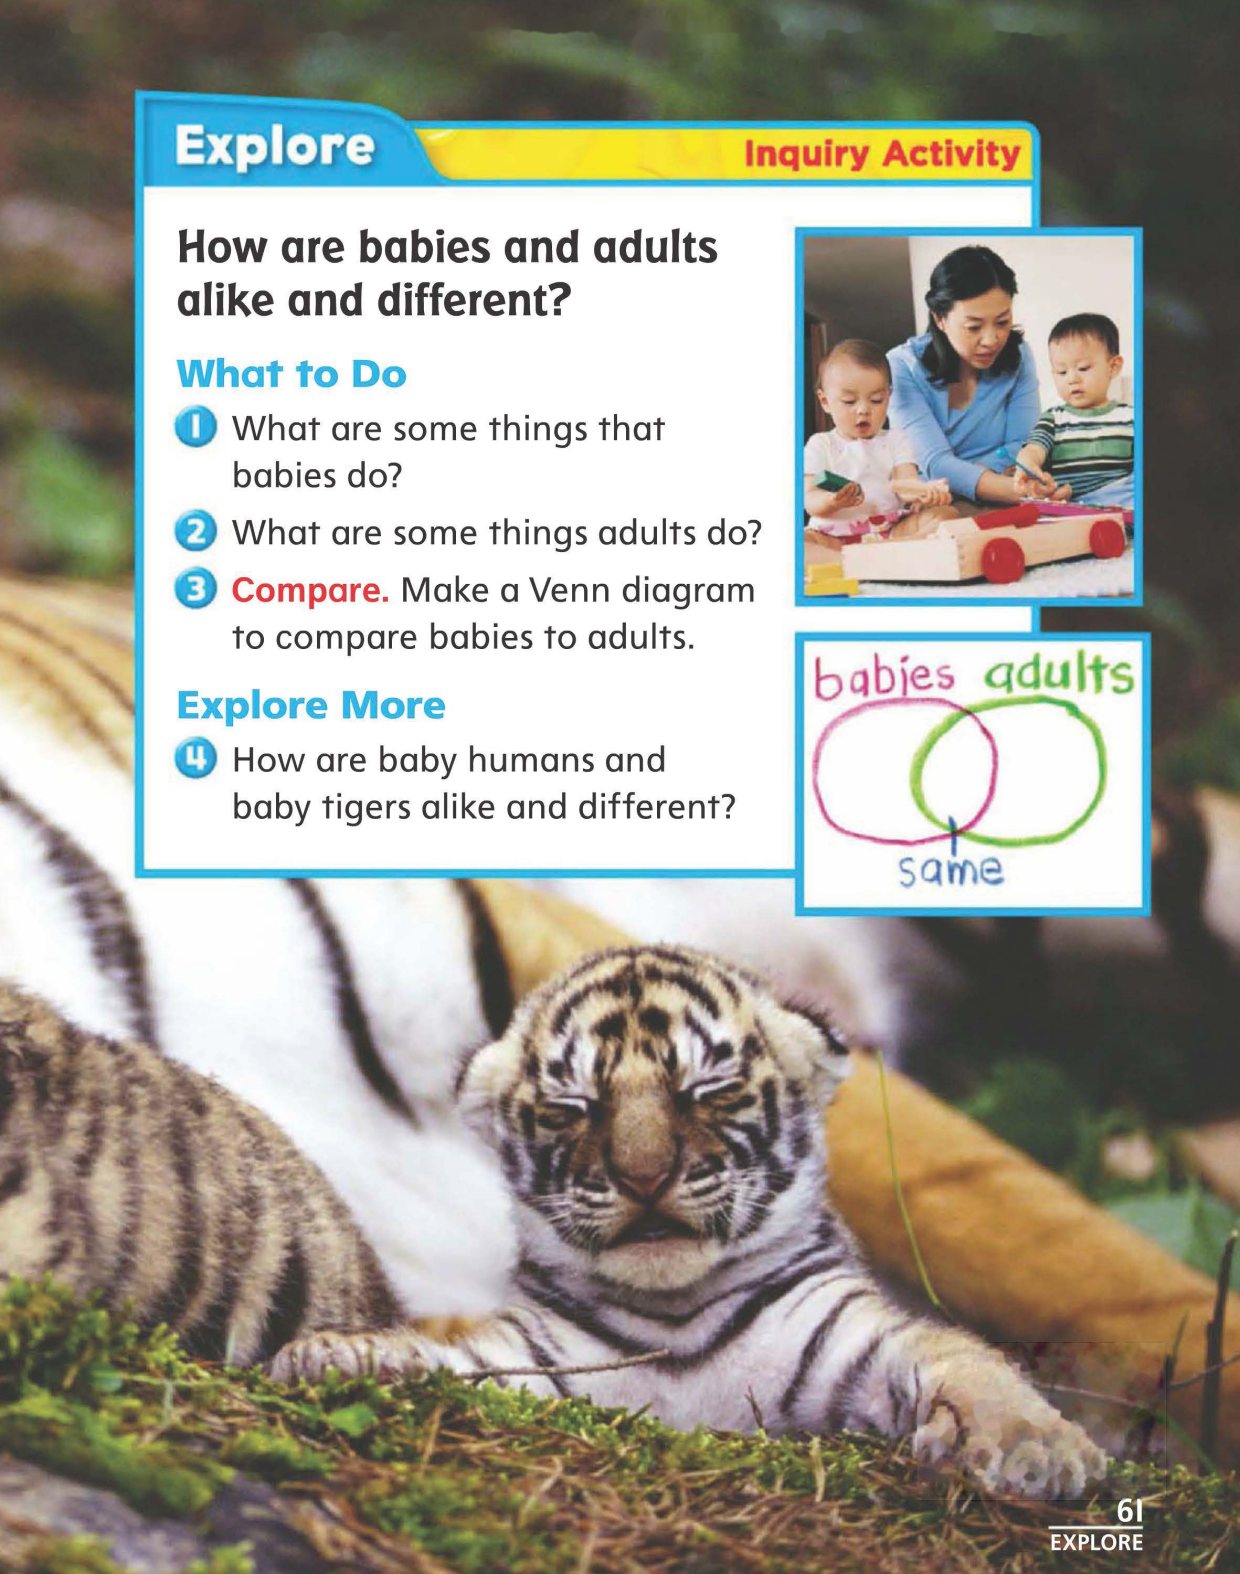 Explore
Inquiry Activity
How are babies and adults
alike and different?
What to Do
1 What are some things that
babies do?
2 What are some things adults do?
3 Compare. Make a Venn diagram
to compare babies to adults.
Explore More
4 How are baby humans and
baby tigers alike and different?
babies adults
same
61
EXPLORE